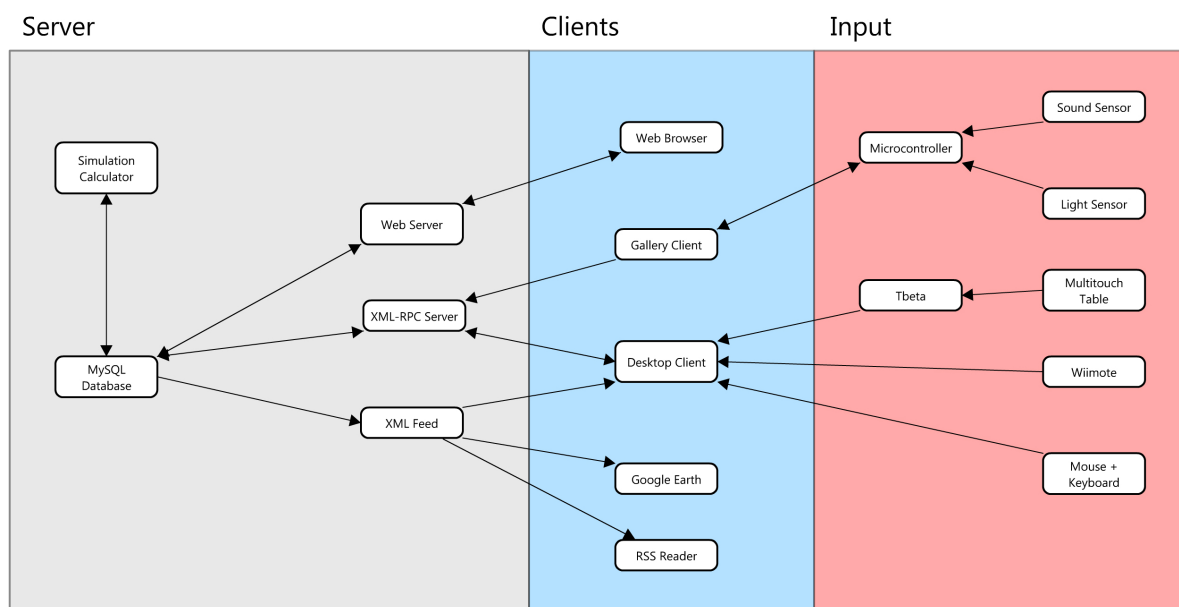 Server
Clients
Input
Simulation
Calculator
MySQL
Database
Web Server
XML-RPC Server
XML Feed
Web Browser
Gallery Client
Desktop Client
Google Earth
RSS Reader
Microcontroller
Tbeta
Sound Sensor
Light Sensor
Multitouch
Table
Wiimote
Mouse +
Keyboard